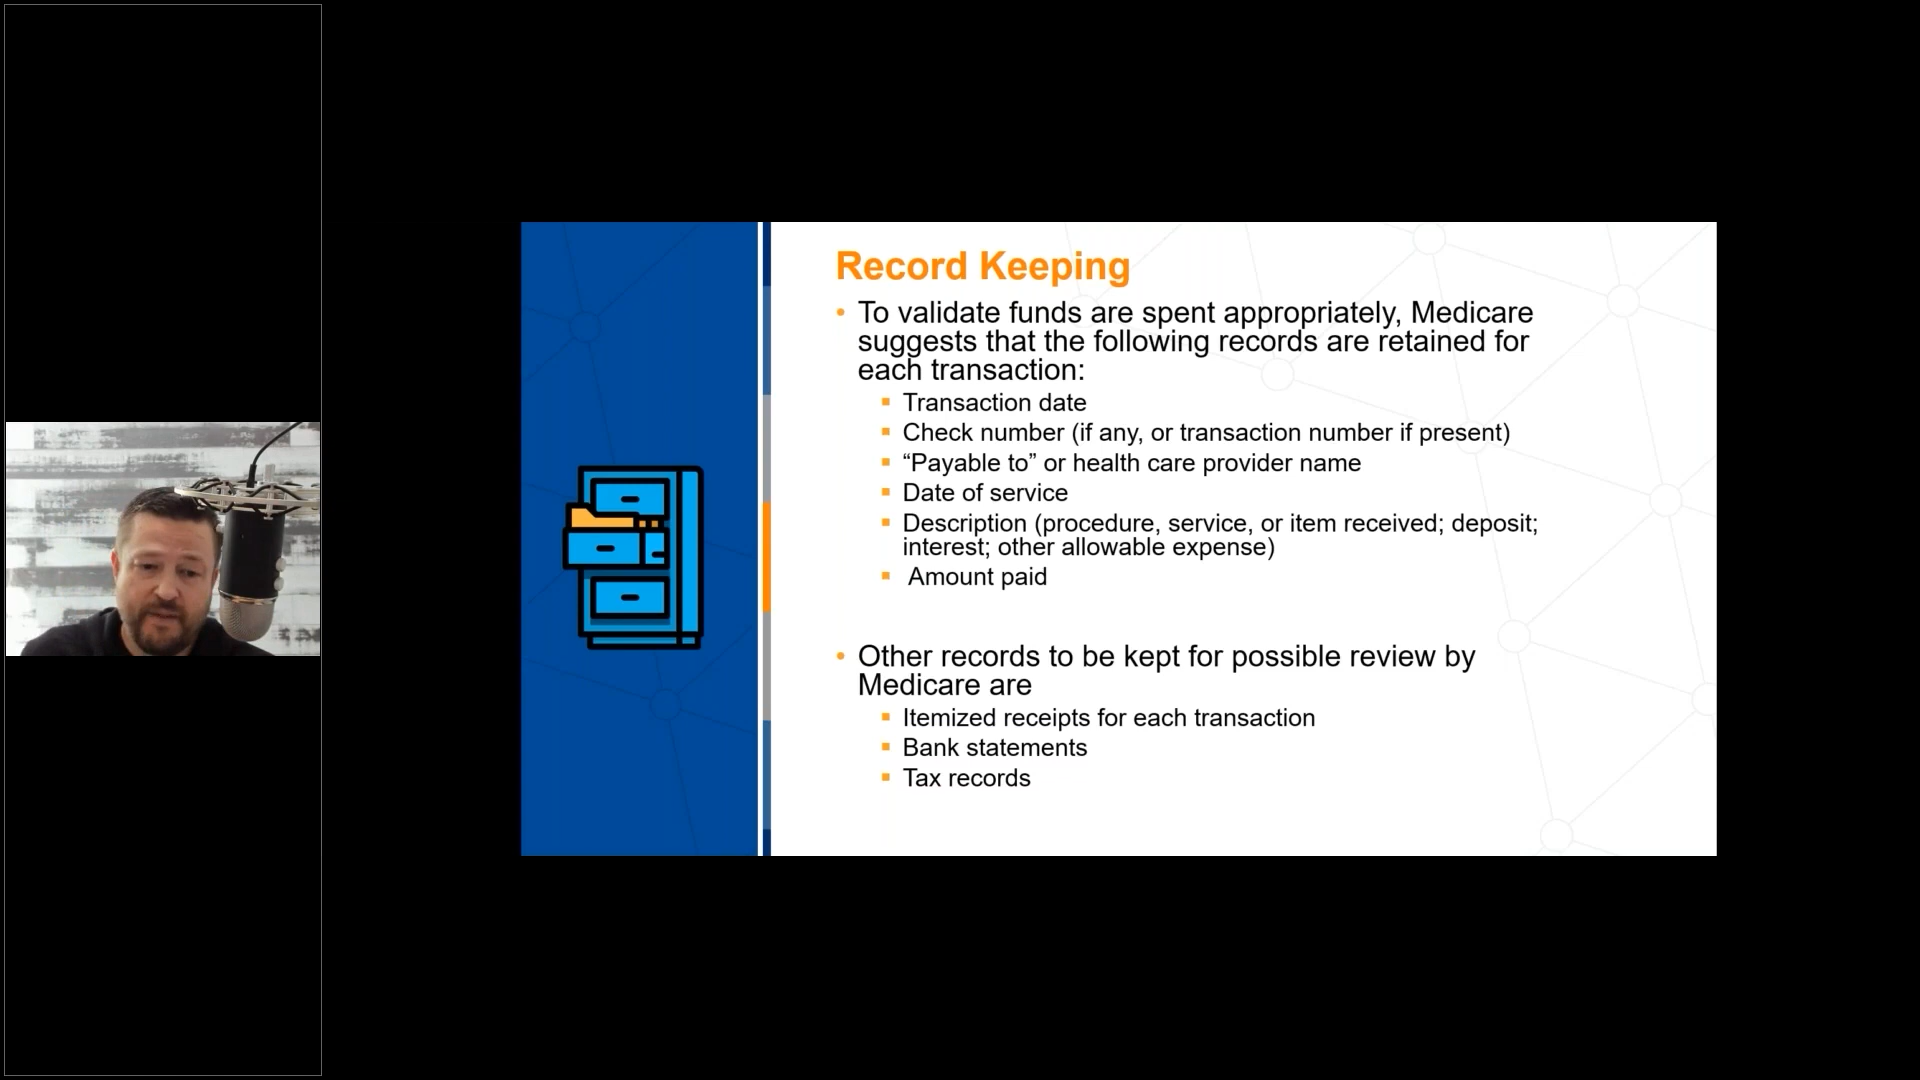 Record Keeping
• To validate funds are spent appropriately, Medicare
suggests that the following records are retained for
each transaction:
▪ Transaction date
▪ Check number (if any, or transaction number if present)
▪ “Payable to” or health care provider name
▪ Date of service
▪ Description (procedure, service, or item received; deposit;
interest; other allowable expense)
▪ Amount paid
• Other records to be kept for possible review by
Medicare are
▪ Itemized receipts for each transaction
▪ Bank statements
▪ Tax records